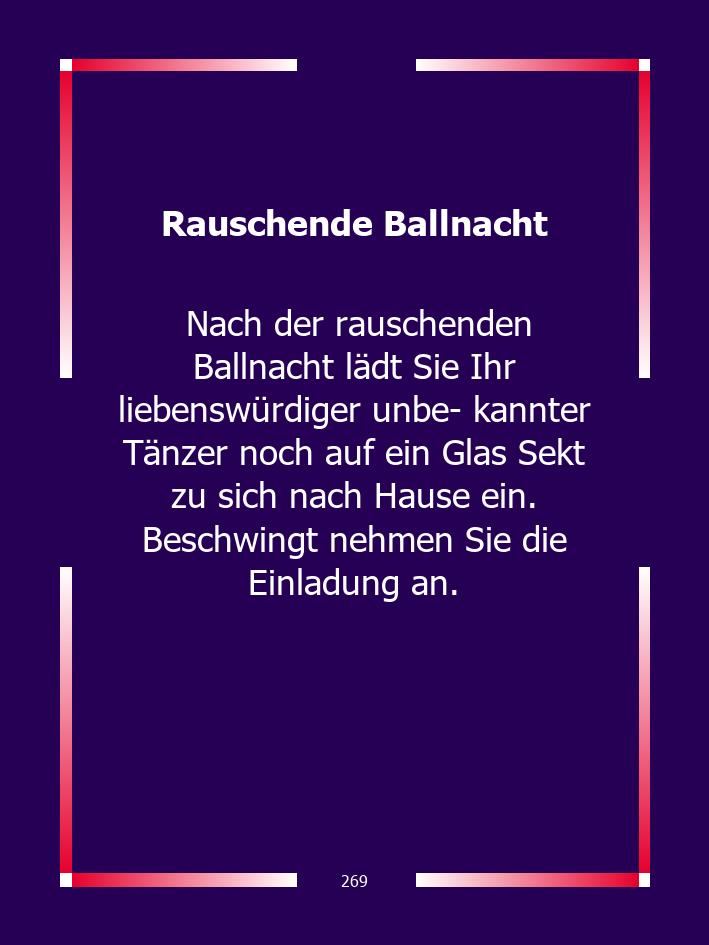 Rauschende Ballnacht
Nach der rauschenden
Ballnacht lädt Sie Ihr
liebenswürdiger unbe- kannter
Tänzer noch auf ein Glas Sekt
zu sich nach Hause ein.
Beschwingt nehmen Sie die
Einladung an.
269